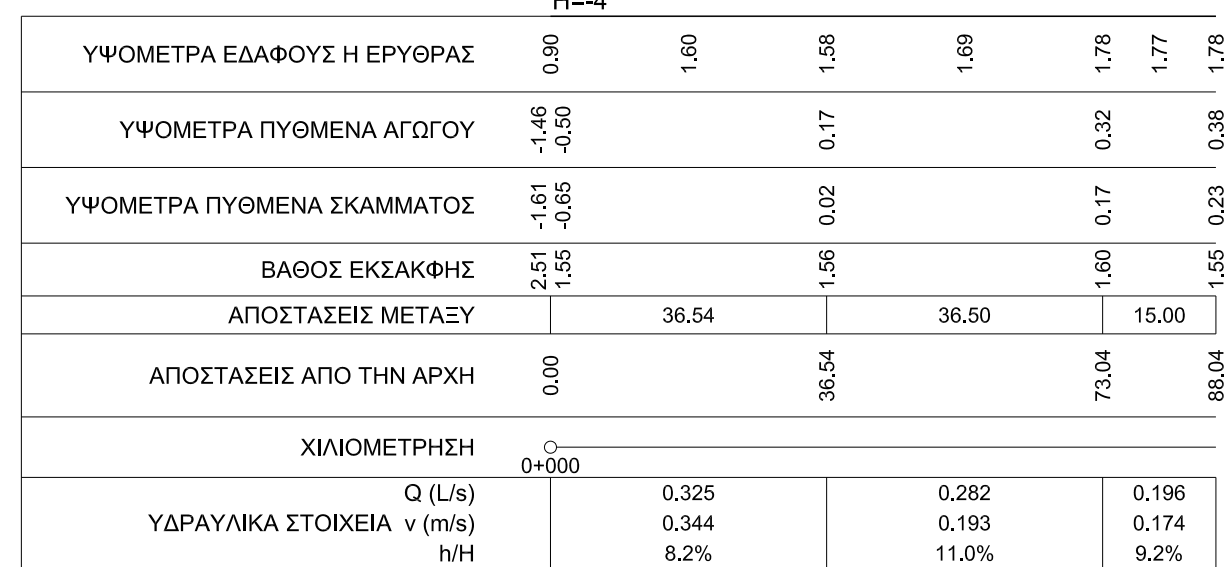 H=-4
ΥΨΟΜΕΤΡΑ ΕΔΑΦΟΥΣ Η ΕΡΥΘΡΑΣ 0.90 1.60 1.58 1.69 1.78 1.77 1.78
ΥΨΟΜΕΤΡΑ ΠΥΘΜΕΝΑ ΑΓΩΓΟΥ -1.46 -0.50 0.17 0.32 0.38
ΥΨΟΜΕΤΡΑ ΠΥΘΜΕΝΑ ΣΚΑΜΜΑΤΟΣ -1.61 -0.65 0.02 0.17 0.23
ΒΑΘΟΣ ΕΚΣΑΚΦΗΣ 2.51 1.55 1.56 1.60 1.55
ΑΠΟΣΤΑΣΕΙΣ ΜΕΤΑΞΥ 36.54 36.50 15.00
ΑΠΟΣΤΑΣΕΙΣ ΑΠΟ ΤΗΝ ΑΡΧΗ 0.00 36.54 73.04 88.04
ΧΙΛΙΟΜΕΤΡΗΣΗ
0+000
Q (L/s) 0.325 0.282 0.196
ΥΔΡΑΥΛΙΚΑ ΣΤΟΙΧΕΙΑ v (m/s) 0.344 0.193 0.174
h/H 8.2% 11.0% 9.2%